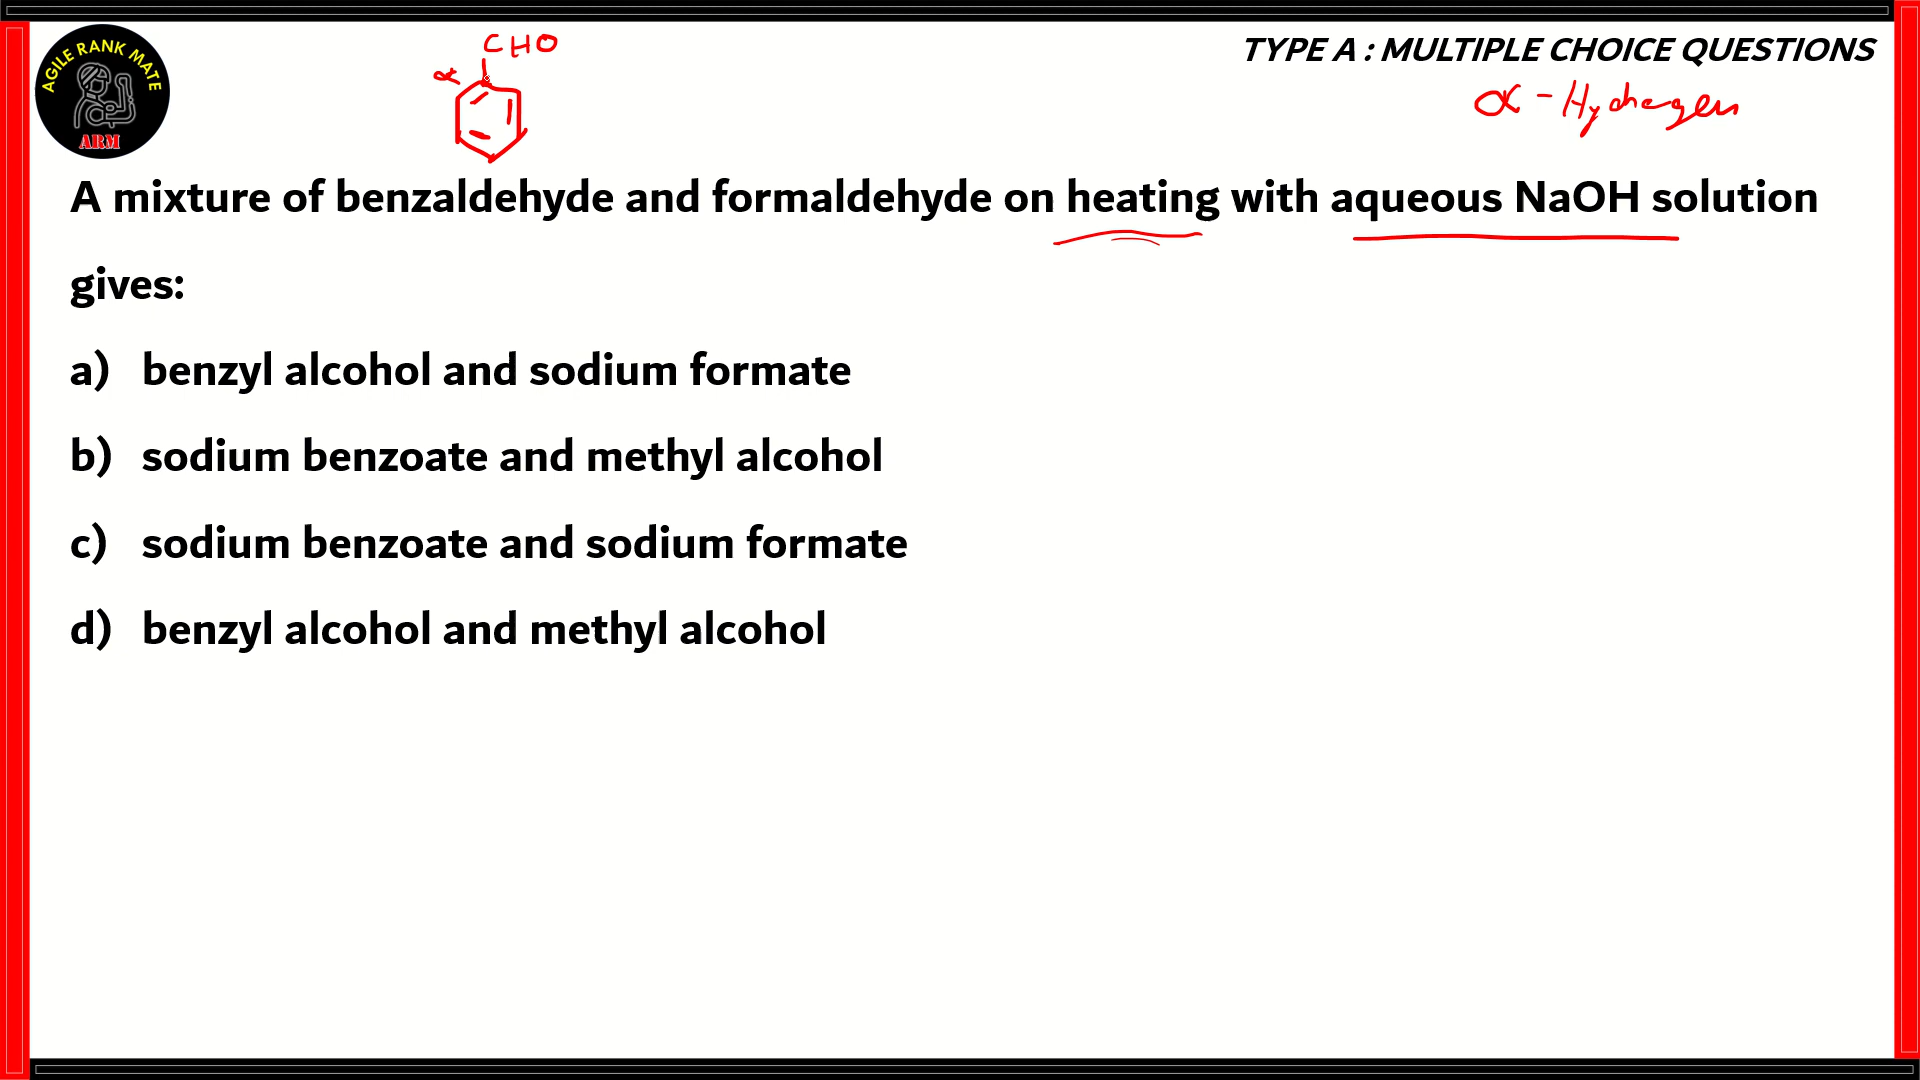 AGILE RANK MATE
ARM
CHO
α
TYPE A : MULTIPLE CHOICE QUESTIONS
α - Hydrogen
A mixture of benzaldehyde and formaldehyde on heating with aqueous NaOH solution
gives:
a) benzyl alcohol and sodium formate
b) sodium benzoate and methyl alcohol
c) sodium benzoate and sodium formate
d) benzyl alcohol and methyl alcohol